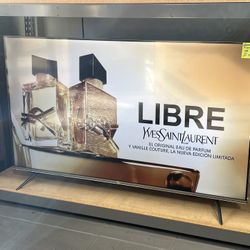 LIBRE
YVESSAINTLAURENT
EL ORIGINAL EAU DE PARFUM
Y VANILLE COUTURE, LA NUEVA EDICIÓN LIMITADA